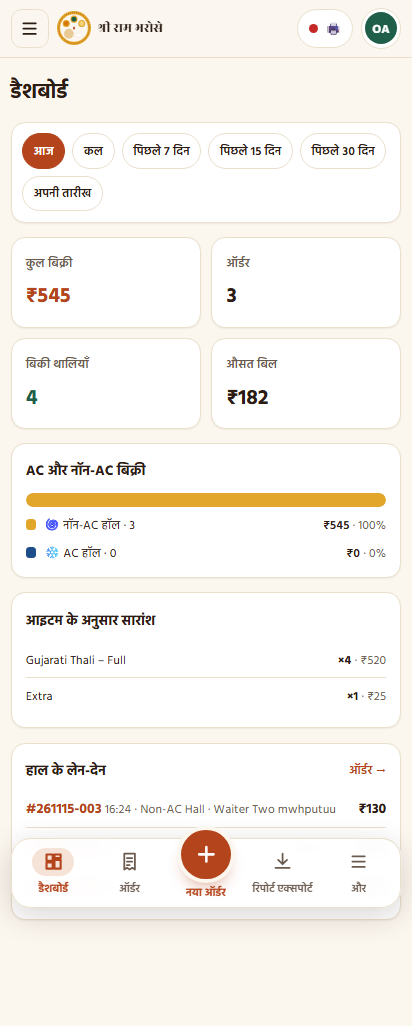 श्री राम भरोसे
OA
डैशबोर्ड
आज
कल
पिछले 7 दिन
पिछले 15 दिन
पिछले 30 दिन
अपनी तारीख
कुल बिक्री
ऑर्डर
₹545
3
बिकी थालियाँ
औसत बिल
4
₹182
AC और नॉन-AC बिक्री
नॉन-AC हॉल · 3 ₹545 · 100%
AC हॉल · 0 ₹0 · 0%
आइटम के अनुसार सारांश
Gujarati Thali – Full ×4 · ₹520
Extra ×1 · ₹25
हाल के लेन-देन ऑर्डर →
#261115-003 16:24 · Non-AC Hall · Waiter Two mwhputuu ₹130
डैशबोर्ड
ऑर्डर
नया ऑर्डर
रिपोर्ट एक्सपोर्ट
और